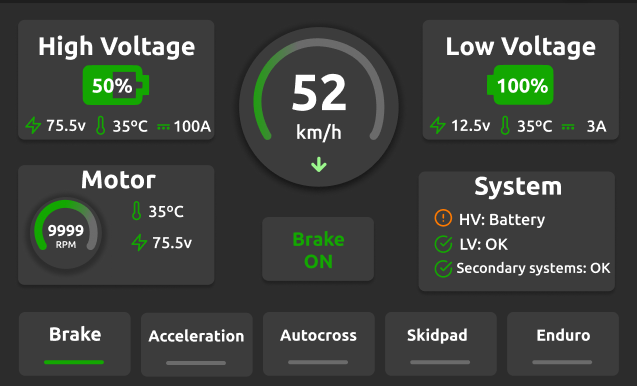 High Voltage
50%
75.5v 35ºC 100A
52
km/h
Low Voltage
100%
12.5v 35ºC 3A
Motor
9999
RPM
35ºC
75.5v
Brake
ON
System
HV: Battery
LV: OK
Secondary systems: OK
Brake
Acceleration
Autocross
Skidpad
Enduro